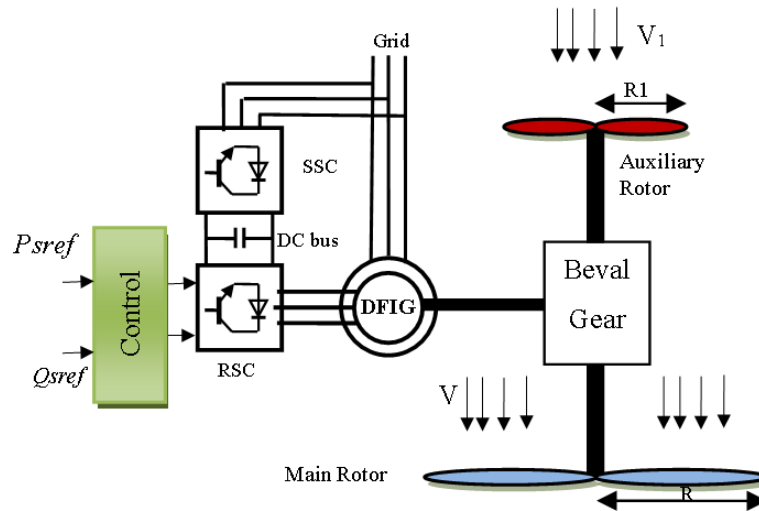 Grid
V1
R1
SSC
Auxiliary
Rotor
Psref
DC bus
Control
Beval
Gear
DFIG
Qsref
RSC
V
Main Rotor
R